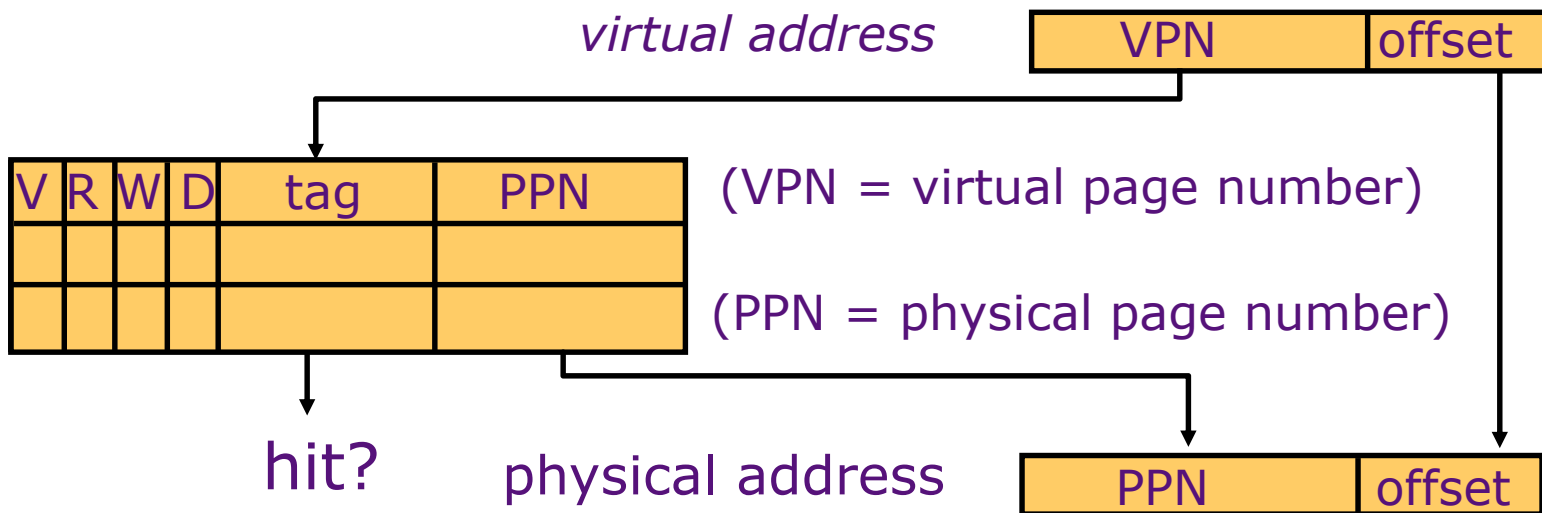 virtual address VPN offset
V R W D tag PPN (VPN = virtual page number)
(PPN = physical page number)
hit? physical address PPN offset